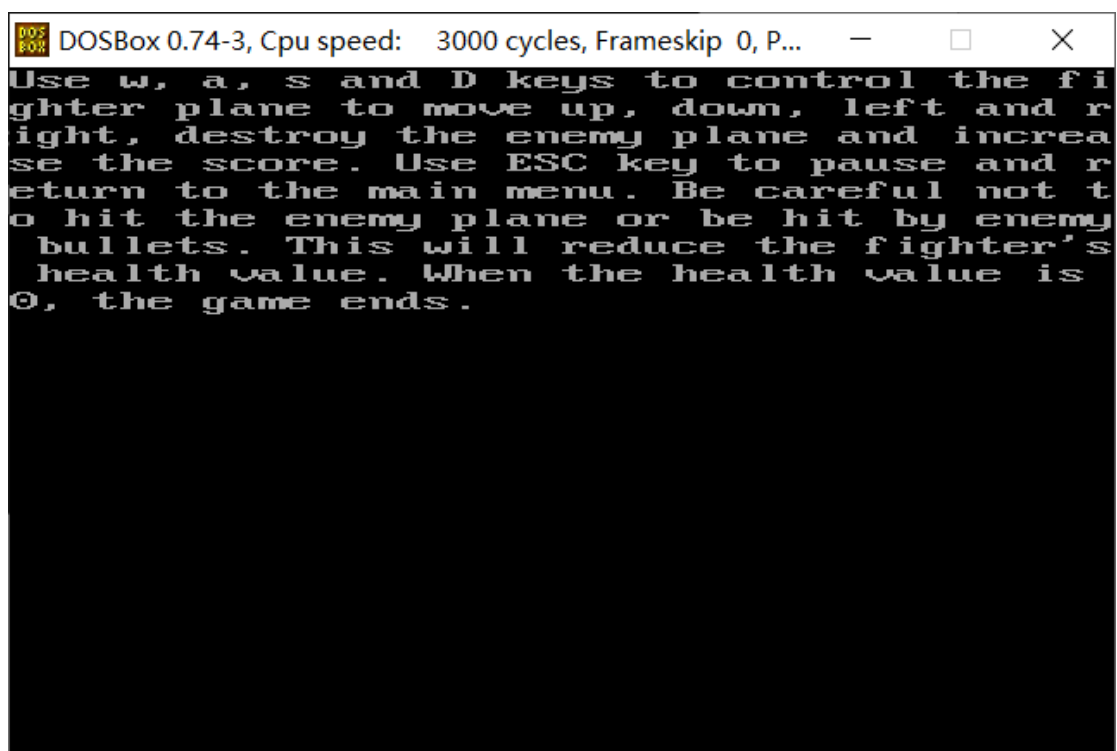 DOSBox 0.74-3, Cpu speed: 3000 cycles, Frameskip 0, P...
Use w, a, s and D keys to control the fi
ghter plane to move up, down, left and r
ight, destroy the enemy plane and increa
se the score. Use ESC key to pause and r
eturn to the main menu. Be careful not t
o hit the enemy plane or be hit by enemy
 bullets. This will reduce the fighter's
 health value. When the health value is
0, the game ends.